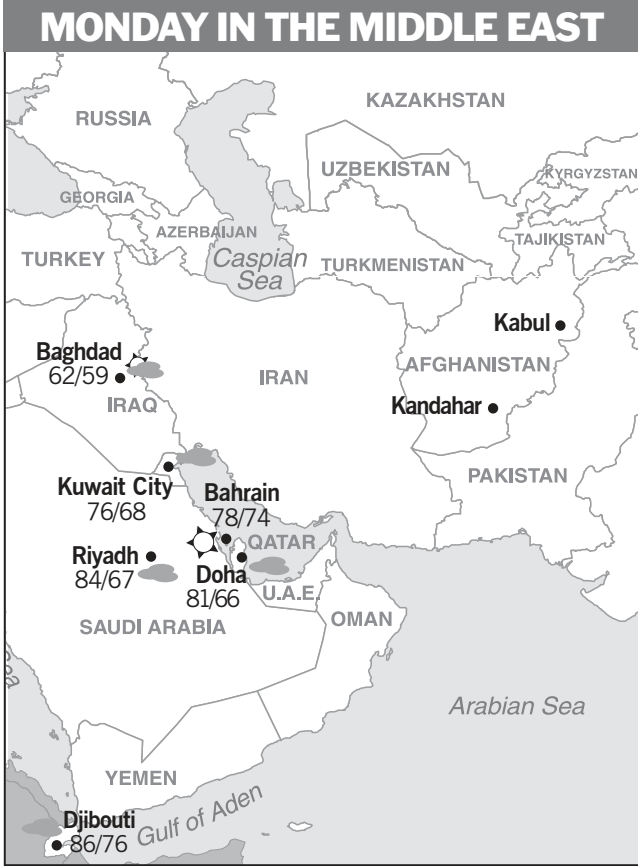 MONDAY IN THE MIDDLE EAST
KAZAKHSTAN
RUSSIA
UZBEKISTAN
KYRGYZSTAN
GEORGIA
AZERBAIJAN
TAJIKISTAN
TURKEY
Caspian
Sea
TURKMENISTAN
Kabul
Baghdad
62/59
AFGHANISTAN
IRAN
IRAQ
Kandahar
PAKISTAN
Kuwait City
76/68
Bahrain
78/74
QATAR
Riyadh
84/67
Doha
81/66
U.A.E.
SAUDI ARABIA
OMAN
Arabian Sea
YEMEN
Gulf of Aden
Djibouti
86/76